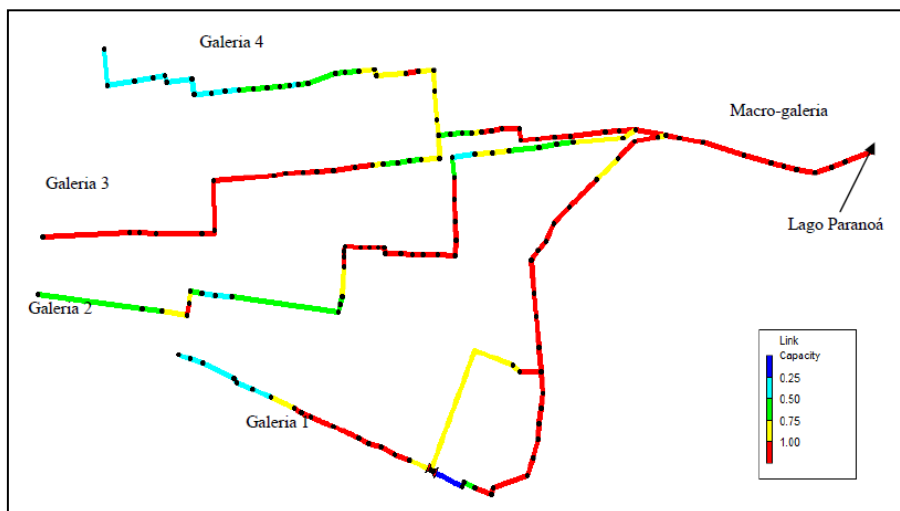 Galeria 4
Macro-galeria
Galeria 3
Lago Paranoá
Galeria 2
Galeria 1
Link
Capacity
0.25
0.50
0.75
1.00